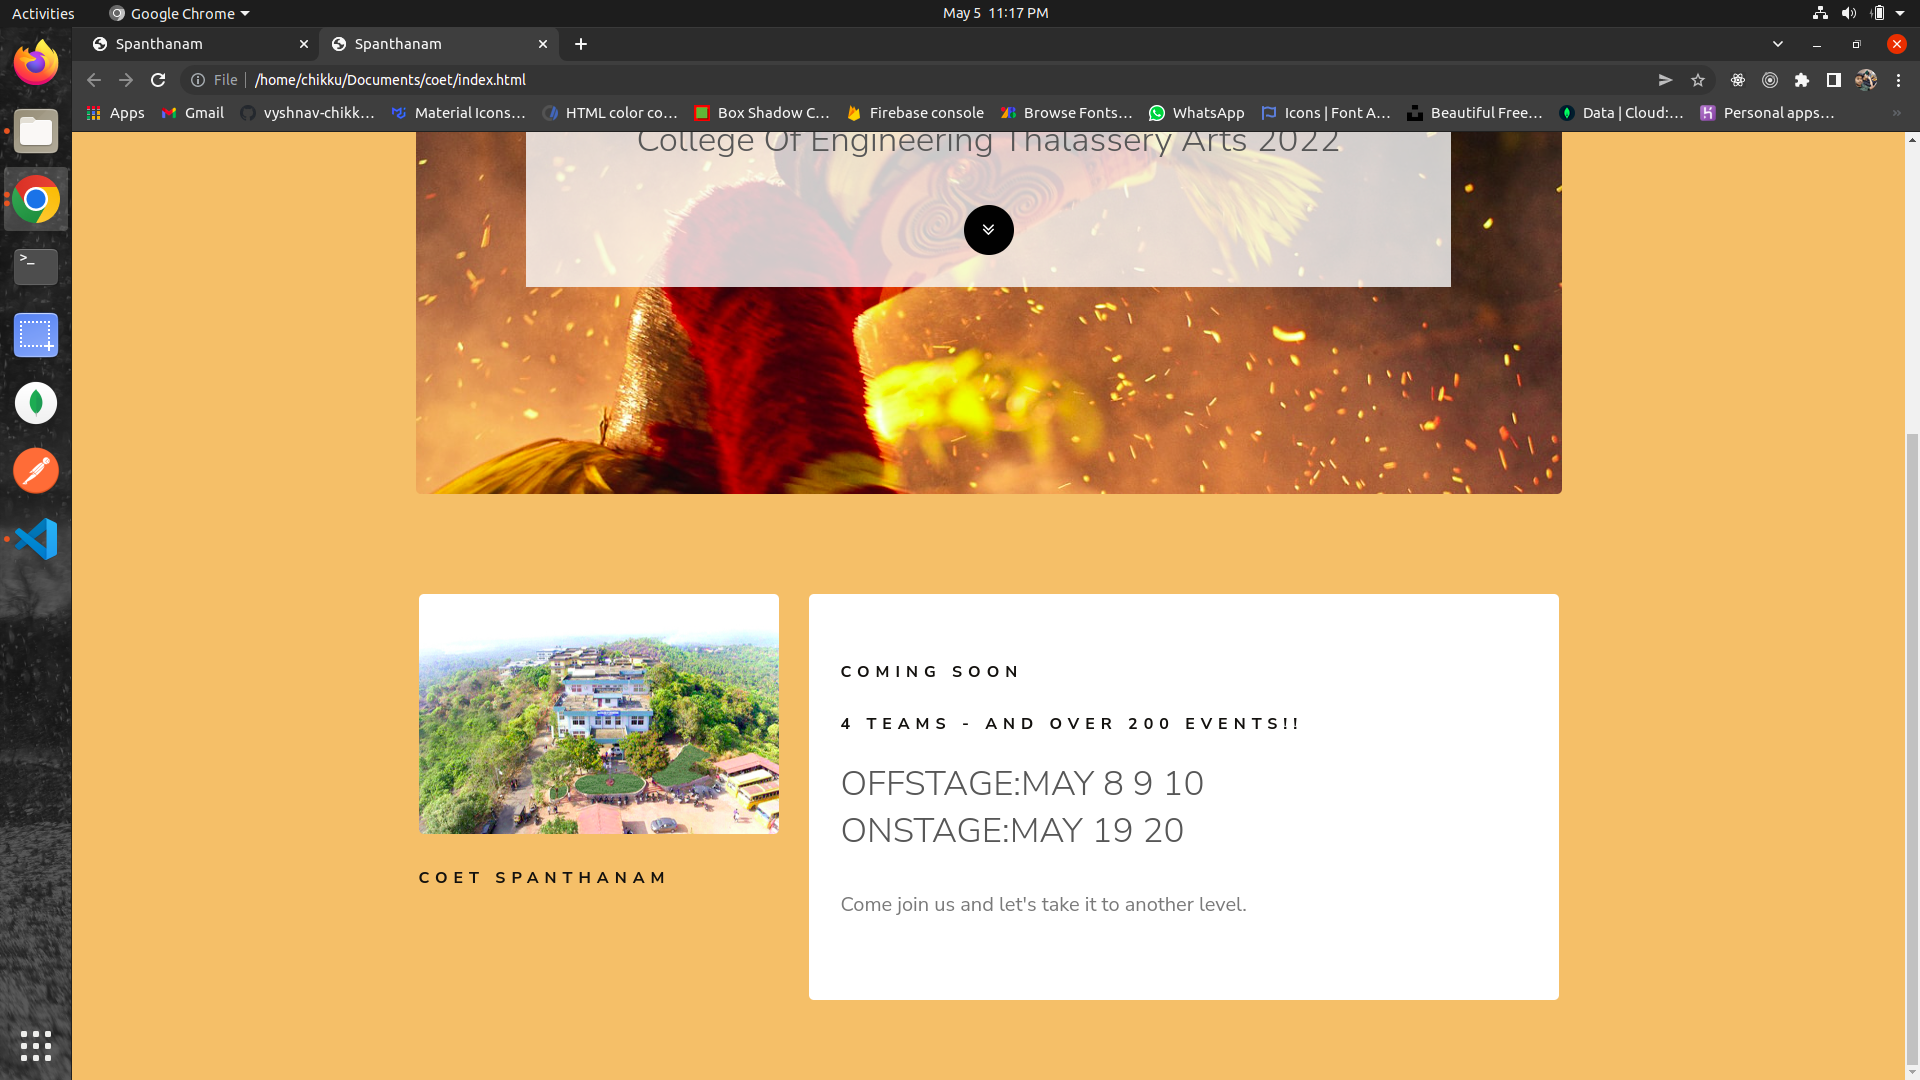 Activities
Google Chrome
May 5 11:17 PM
Spanthanam
Spanthanam
File
/home/chikku/Documents/coet/index.html
Apps
Gmail
vyshnav-chikk...
Material Icons...
HTML color co...
Box Shadow C...
Firebase console
Browse Fonts...
WhatsApp
Icons | Font A...
Beautiful Free...
Data | Cloud:...
Personal apps...
College Of Engineering Thalassery Arts 2022
COMING SOON
4 TEAMS - AND OVER 200 EVENTS!!
OFFSTAGE:MAY 8 9 10
ONSTAGE:MAY 19 20
Come join us and let's take it to another level.
COET SPANTHANAM